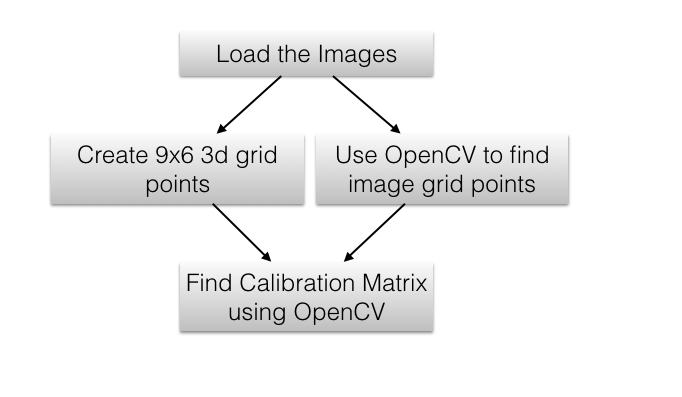 Load the Images
Create 9x6 3d grid
points
Use OpenCV to find
image grid points
Find Calibration Matrix
using OpenCV